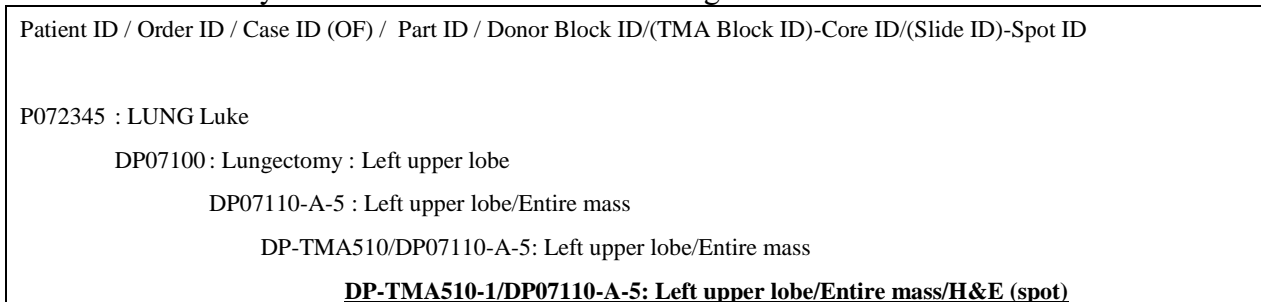 Patient ID / Order ID / Case ID (OF) / Part ID / Donor Block ID/(TMA Block ID)-Core ID/(Slide ID)-Spot ID
P072345 : LUNG Luke
DP07100 : Lungectomy : Left upper lobe
DP07110-A-5 : Left upper lobe/Entire mass
DP-TMA510/DP07110-A-5: Left upper lobe/Entire mass
DP-TMA510-1/DP07110-A-5: Left upper lobe/Entire mass/H&E (spot)